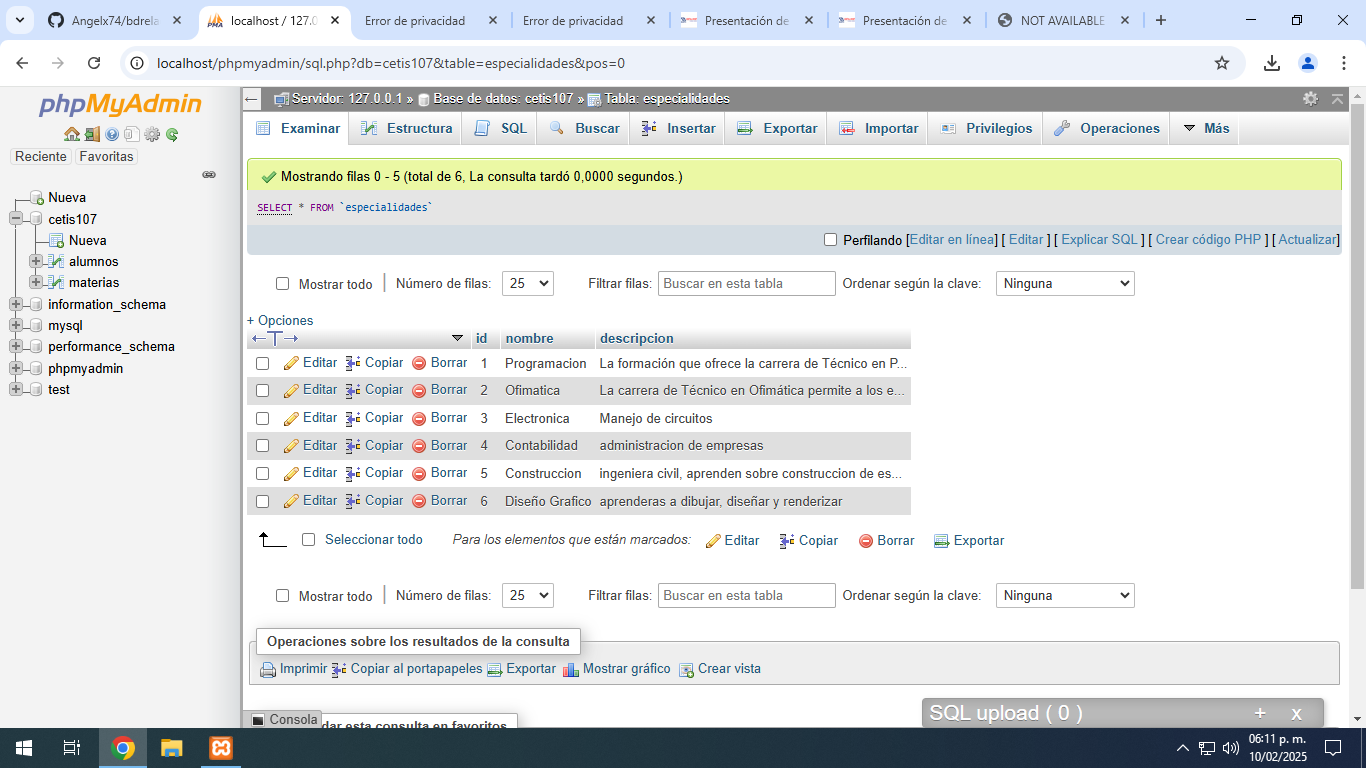 Angelx74/bdrela
localhost / 127.0
Error de privacidad
Error de privacidad
Presentación de
Presentación de
NOT AVAILABLE
localhost/phpmyadmin/sql.php?db=cetis107&table=especialidades&pos=0
phpMyAdmin
Reciente Favoritas
Nueva
cetis107
Nueva
alumnos
materias
information_schema
mysql
performance_schema
phpmyadmin
test
Servidor: 127.0.0.1 » Base de datos: cetis107 » Tabla: especialidades
Examinar Estructura SQL Buscar Insertar Exportar Importar Privilegios Operaciones Más
Mostrando filas 0 - 5 (total de 6, La consulta tardó 0,0000 segundos.)
SELECT * FROM `especialidades`
Perfilando [Editar en línea] [ Editar ] [ Explicar SQL ] [ Crear código PHP ] [ Actualizar]
Mostrar todo Número de filas: 25 Filtrar filas: Buscar en esta tabla Ordenar según la clave: Ninguna
+ Opciones
←T→ id nombre descripcion
Editar Copiar Borrar 1 Programacion La formación que ofrece la carrera de Técnico en P...
Editar Copiar Borrar 2 Ofimatica La carrera de Técnico en Ofimática permite a los e...
Editar Copiar Borrar 3 Electronica Manejo de circuitos
Editar Copiar Borrar 4 Contabilidad administracion de empresas
Editar Copiar Borrar 5 Construccion ingeniera civil, aprenden sobre construccion de es...
Editar Copiar Borrar 6 Diseño Grafico aprenderas a dibujar, diseñar y renderizar
Seleccionar todo Para los elementos que están marcados: Editar Copiar Borrar Exportar
Mostrar todo Número de filas: 25 Filtrar filas: Buscar en esta tabla Ordenar según la clave: Ninguna
Operaciones sobre los resultados de la consulta
Imprimir Copiar al portapapeles Exportar Mostrar gráfico Crear vista
Consola
dar esta consulta en favoritos
SQL upload ( 0 ) + x
06:11 p. m.
10/02/2025